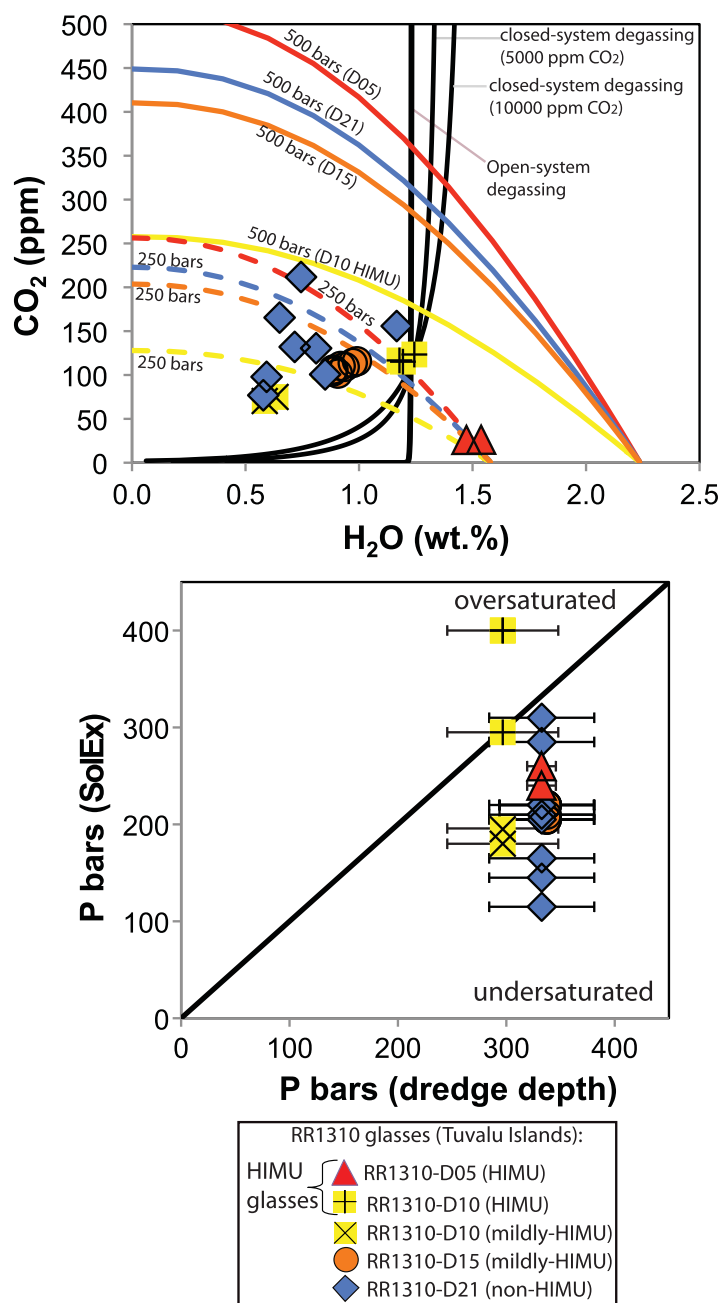 500
450
400
350
300
250
200
150
100
50
0
CO2 (ppm)
0.0
0.5
1.0
1.5
2.0
2.5
H2O (wt.%)
500 bars (D05)
500 bars (D21)
500 bars (D15)
500 bars (D10 HIMU)
250 bars
250 bars
250 bars
250 bars
closed-system degassing
(5000 ppm CO2)
closed-system degassing
(10000 ppm CO2)
Open-system
degassing
400
300
200
100
0
P bars (SolEx)
oversaturated
undersaturated
0
100
200
300
400
P bars (dredge depth)
RR1310 glasses (Tuvalu Islands):
HIMU
glasses
RR1310-D05 (HIMU)
RR1310-D10 (HIMU)
RR1310-D10 (mildly-HIMU)
RR1310-D15 (mildly-HIMU)
RR1310-D21 (non-HIMU)